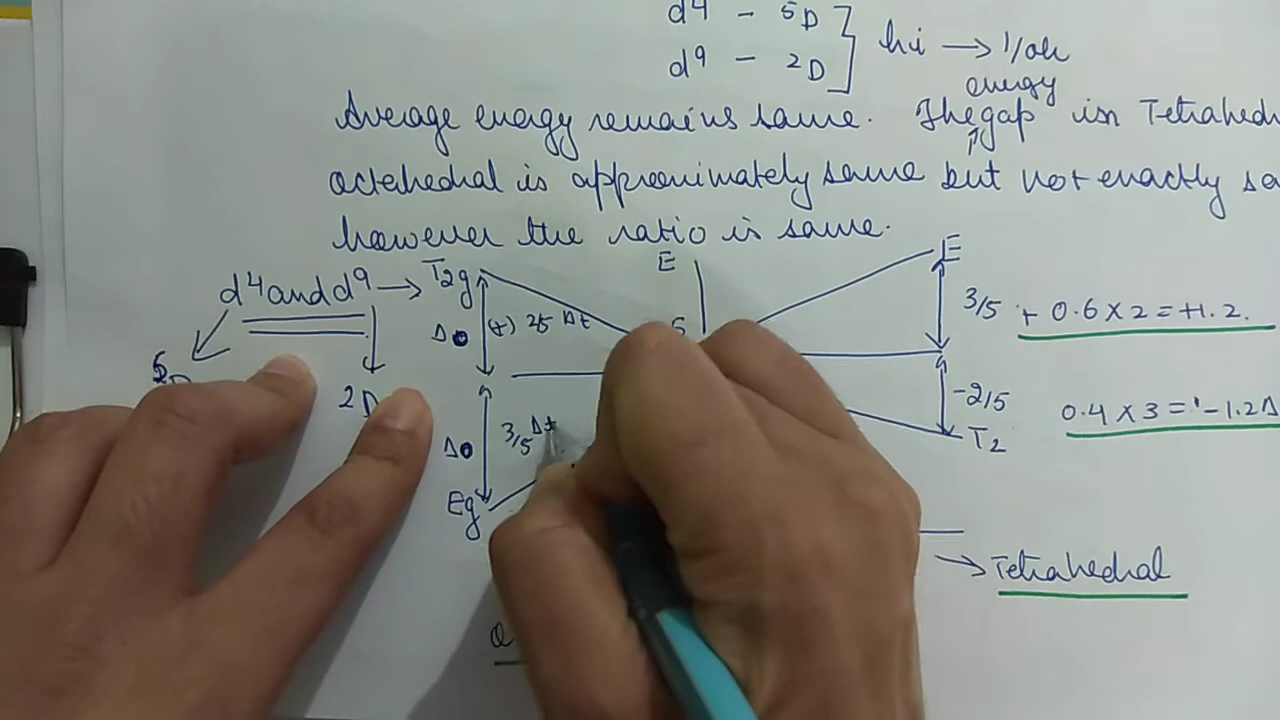 d4 - 5D
d9 - 2D
hi → 1/oh
energy
Average energy remains same. The gap in Tetrahed
octahedral is approximately same but not exactly sa
however the ratio is same.
d4 and d9 → T2g
E
E
Δo (+) 2/5 Δt
3/5 + 0.6 x 2 = +1.2.
5D
2D
Δo 3/5 Δt
-2/5 0.4 x 3 = -1.2Δ
T2
Eg
→ Tetrahedral